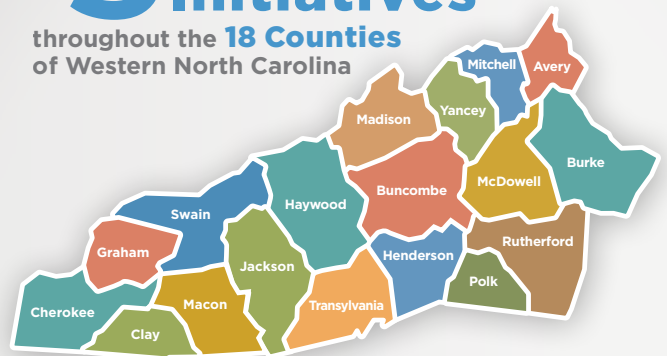 initiatives
throughout the 18 Counties
of Western North Carolina
Mitchell
Avery
Yancey
Madison
Burke
McDowell
Buncombe
Haywood
Swain
Rutherford
Graham
Jackson
Henderson
Polk
Macon
Transylvania
Cherokee
Clay